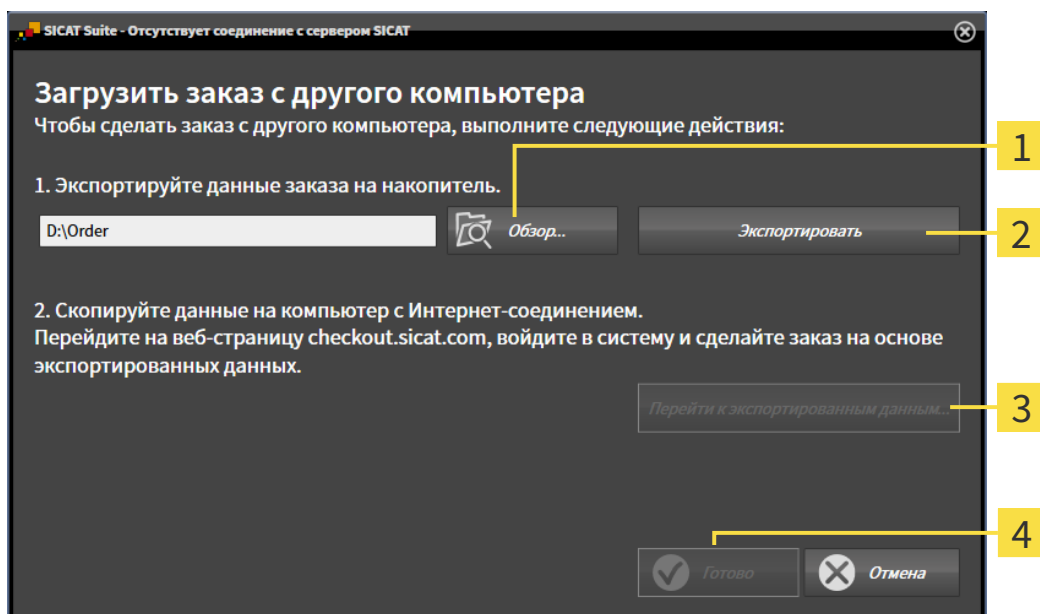 SICAT Suite - Отсутствует соединение с сервером SICAT
Загрузить заказ с другого компьютера
Чтобы сделать заказ с другого компьютера, выполните следующие действия:
1
1. Экспортируйте данные заказа на накопитель.
D:\Order
Обзор...
Экспортировать
2
2. Скопируйте данные на компьютер с Интернет-соединением.
Перейдите на веб-страницу checkout.sicat.com, войдите в систему и сделайте заказ на основе
экспортированных данных.
Перейти к экспортированным данным...
3
4
Готово
Отмена